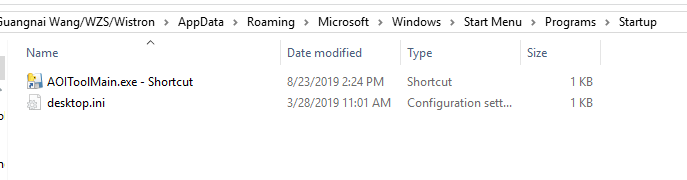 Guangnai Wang/WZS/Wistron > AppData > Roaming > Microsoft > Windows > Start Menu > Programs > Startup
Name Date modified Type Size
AOIToolMain.exe - Shortcut 8/23/2019 2:24 PM Shortcut 1 KB
desktop.ini 3/28/2019 11:01 AM Configuration sett... 1 KB